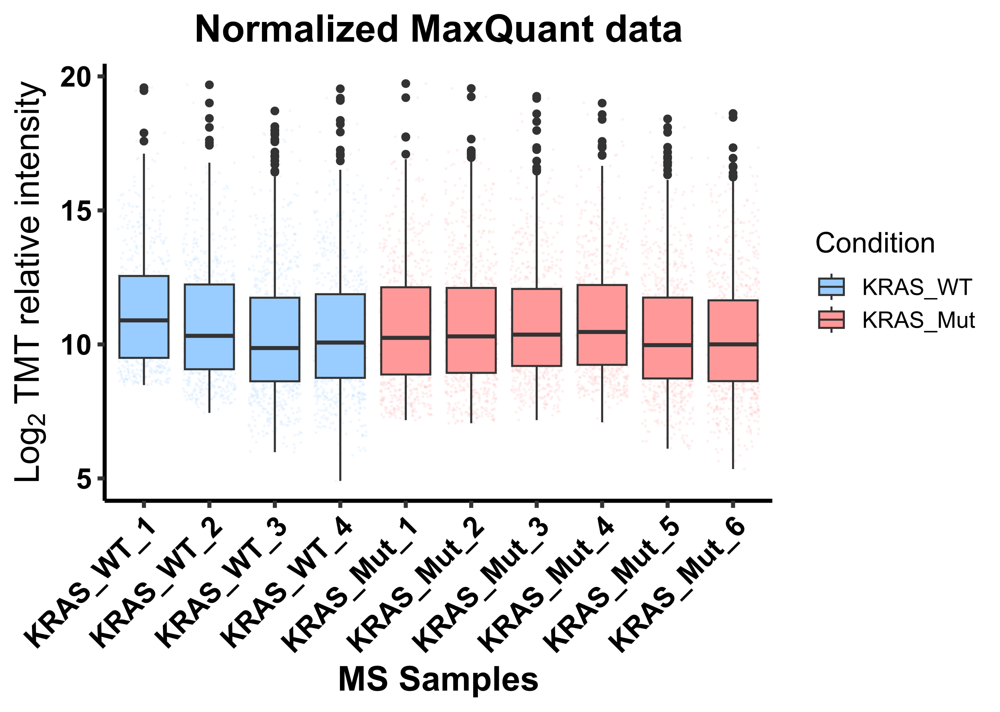 Normalized MaxQuant data
Log₂ TMT relative intensity
20
15
10
5
KRAS_WT_1
KRAS_WT_2
KRAS_WT_3
KRAS_WT_4
KRAS_Mut_1
KRAS_Mut_2
KRAS_Mut_3
KRAS_Mut_4
KRAS_Mut_5
KRAS_Mut_6
MS Samples
Condition
KRAS_WT
KRAS_Mut